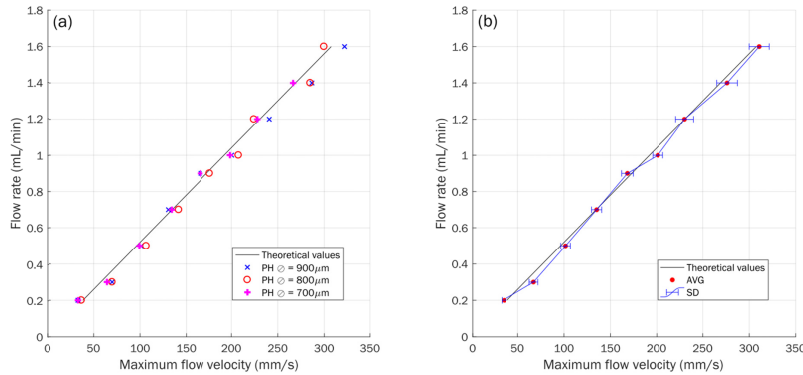 (a)
1.8
1.6
1.4
1.2
1
0.8
0.6
0.4
0.2
0
Flow rate (mL/min)
0 50 100 150 200 250 300 350
Maximum flow velocity (mm/s)
Theoretical values
PH ∅ = 900μm
PH ∅ = 800μm
PH ∅ = 700μm
(b)
1.8
1.6
1.4
1.2
1
0.8
0.6
0.4
0.2
0
Flow rate (mL/min)
0 50 100 150 200 250 300 350
Maximum flow velocity (mm/s)
Theoretical values
AVG
SD